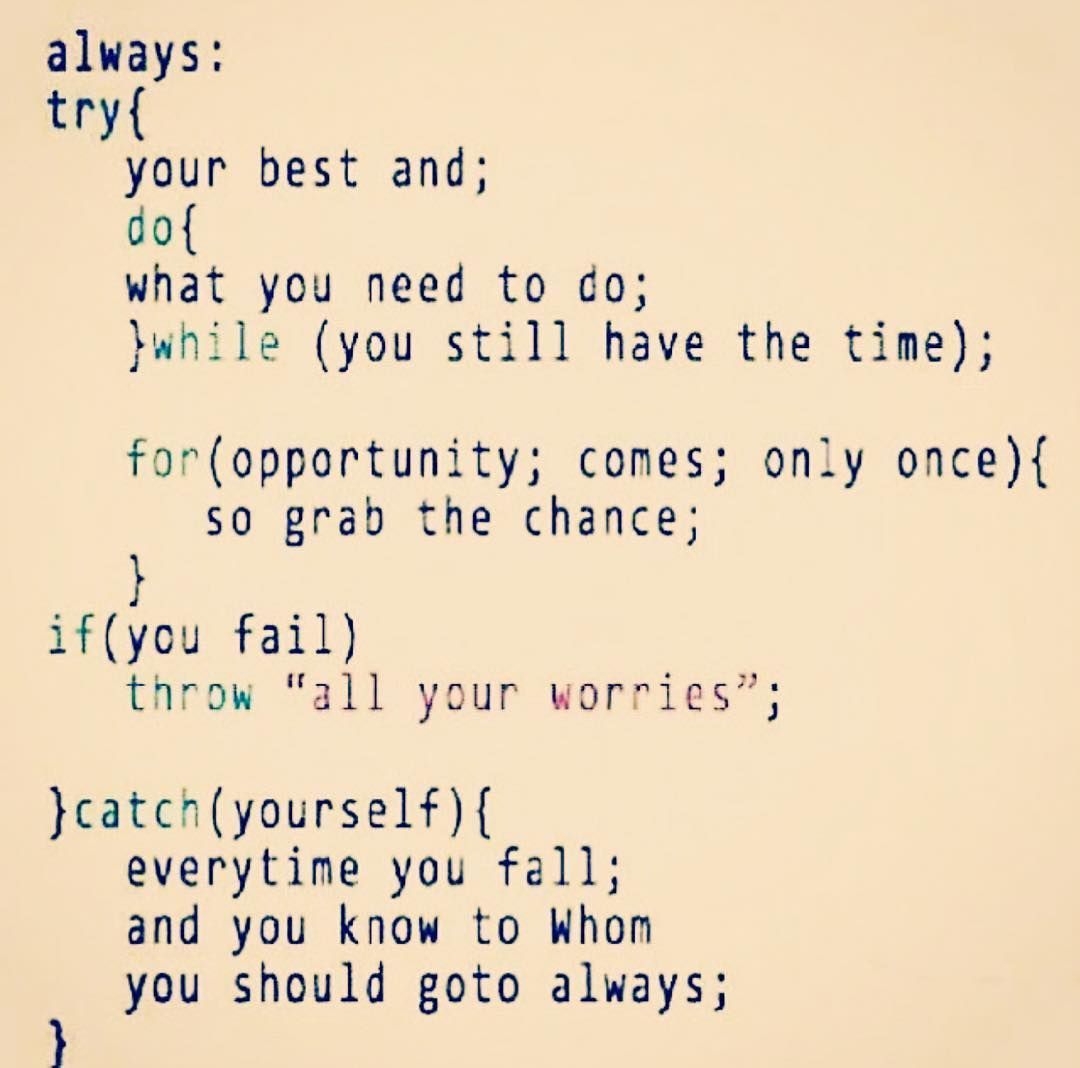 always:
try{
your best and;
do{
what you need to do;
}while (you still have the time);
for(opportunity; comes; only once){
so grab the chance;
}
if(you fail)
throw “all your worries”;
}catch(yourself){
everytime you fall;
and you know to Whom
you should goto always;
}